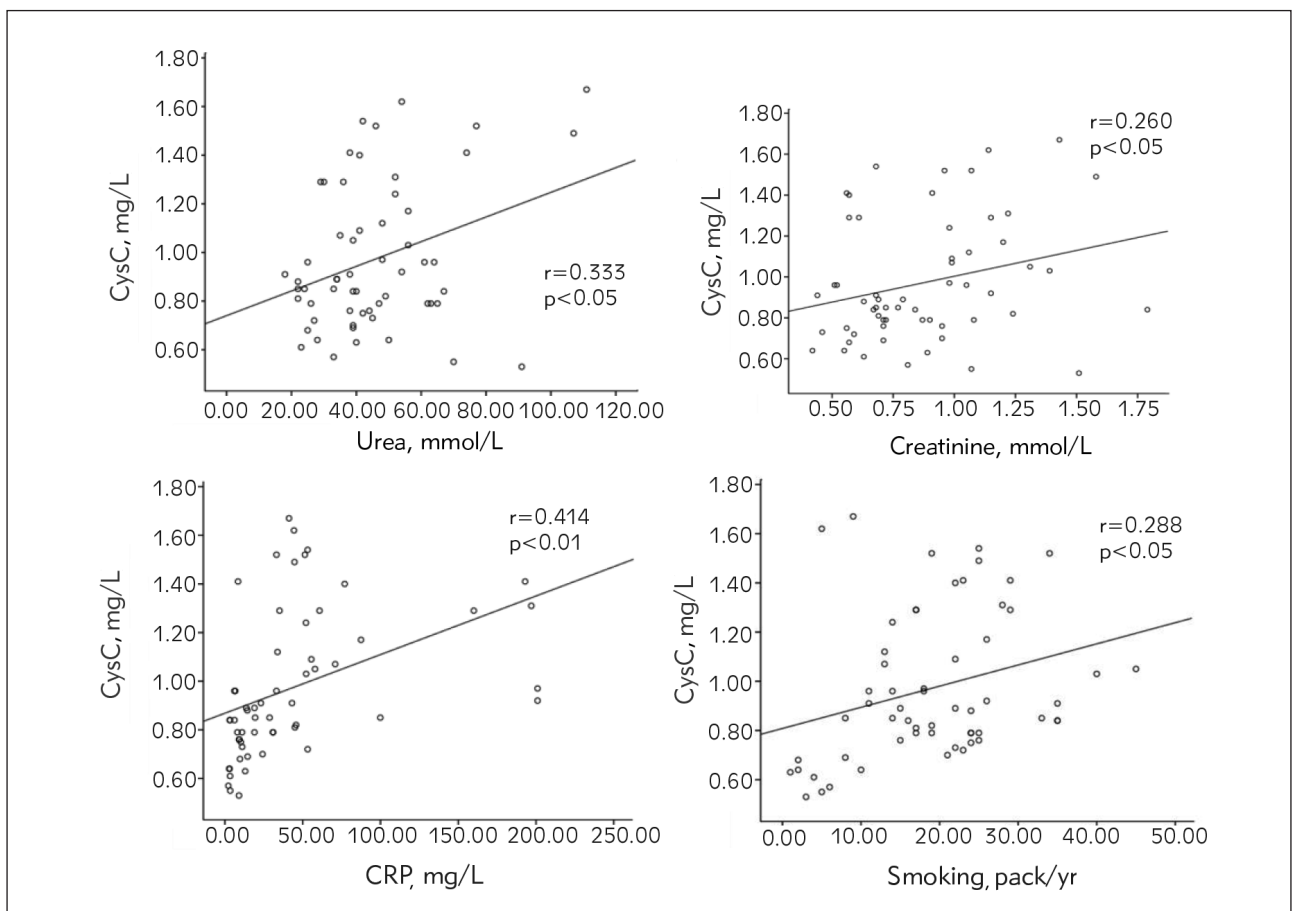 1.80
1.60
1.40
1.20
1.00
0.80
0.60
CysC, mg/L
r=0.333
p<0.05
0.00 20.00 40.00 60.00 80.00 100.00 120.00
Urea, mmol/L
1.80
1.60
1.40
1.20
1.00
0.80
0.60
CysC, mg/L
r=0.260
p<0.05
0.50 0.75 1.00 1.25 1.50 1.75
Creatinine, mmol/L
1.80
1.60
1.40
1.20
1.00
0.80
0.60
CysC, mg/L
r=0.414
p<0.01
0.00 50.00 100.00 150.00 200.00 250.00
CRP, mg/L
1.80
1.60
1.40
1.20
1.00
0.80
0.60
CysC, mg/L
r=0.288
p<0.05
0.00 10.00 20.00 30.00 40.00 50.00
Smoking, pack/yr